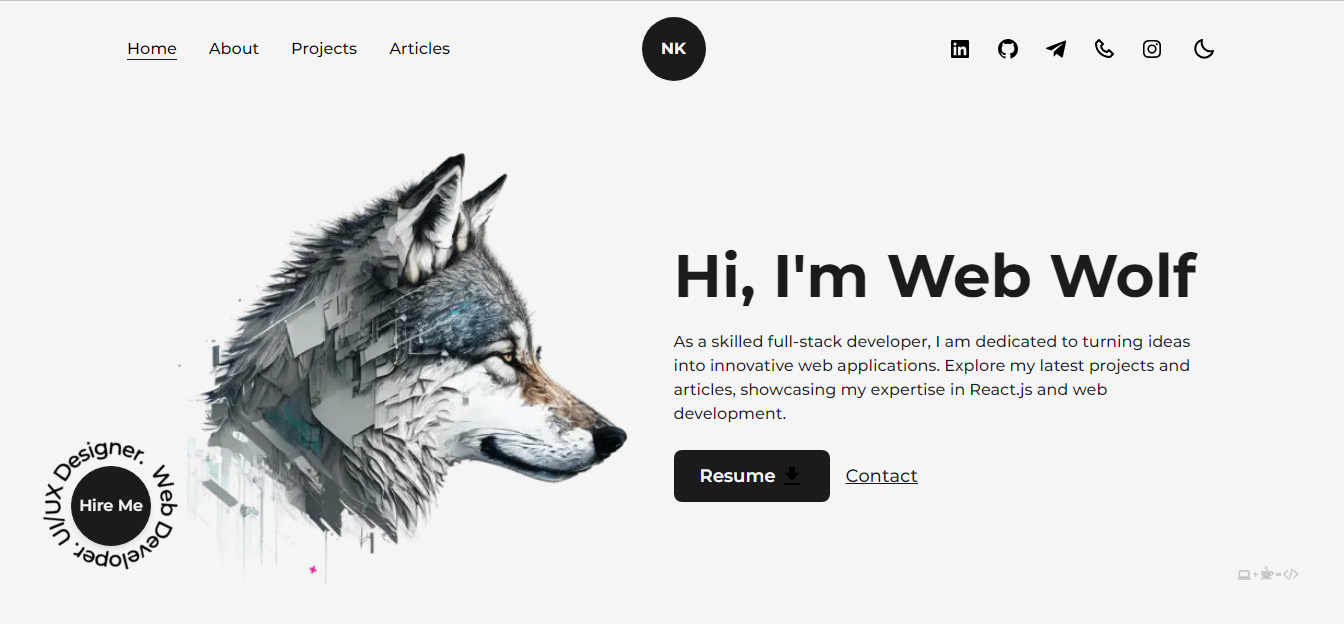 Home About Projects Articles
NK
Hi, I'm Web Wolf
As a skilled full-stack developer, I am dedicated to turning ideas
into innovative web applications. Explore my latest projects and
articles, showcasing my expertise in React.js and web
development.
Resume
Contact
Web Developer. UI/UX Designer.
Hire Me